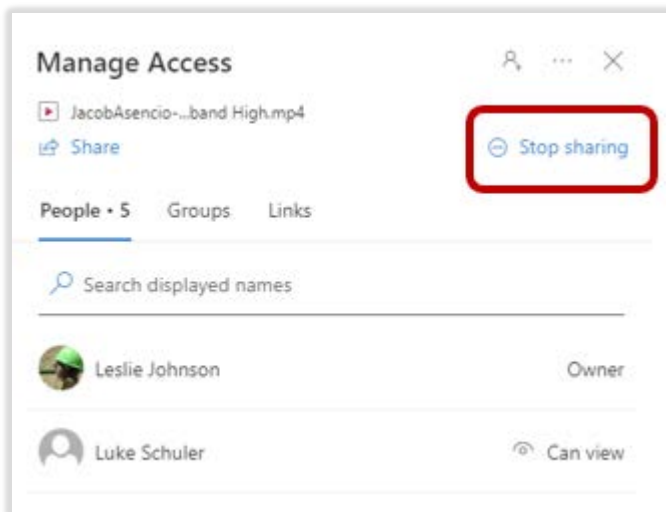 Manage Access
JacobAsencio-...band High.mp4
Share
Stop sharing
People • 5 Groups Links
Search displayed names
Leslie Johnson Owner
Luke Schuler Can view